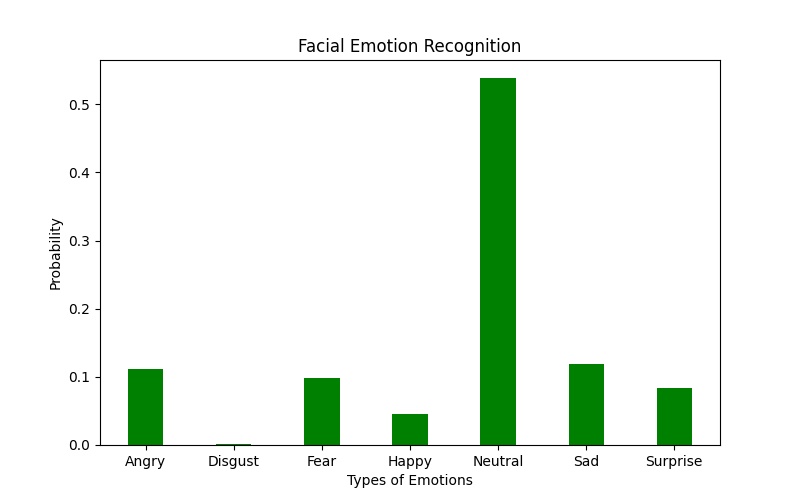 Facial Emotion Recognition
0.5
0.4
0.3
0.2
0.1
0.0
Probability
Angry Disgust Fear Happy Neutral Sad Surprise
Types of Emotions